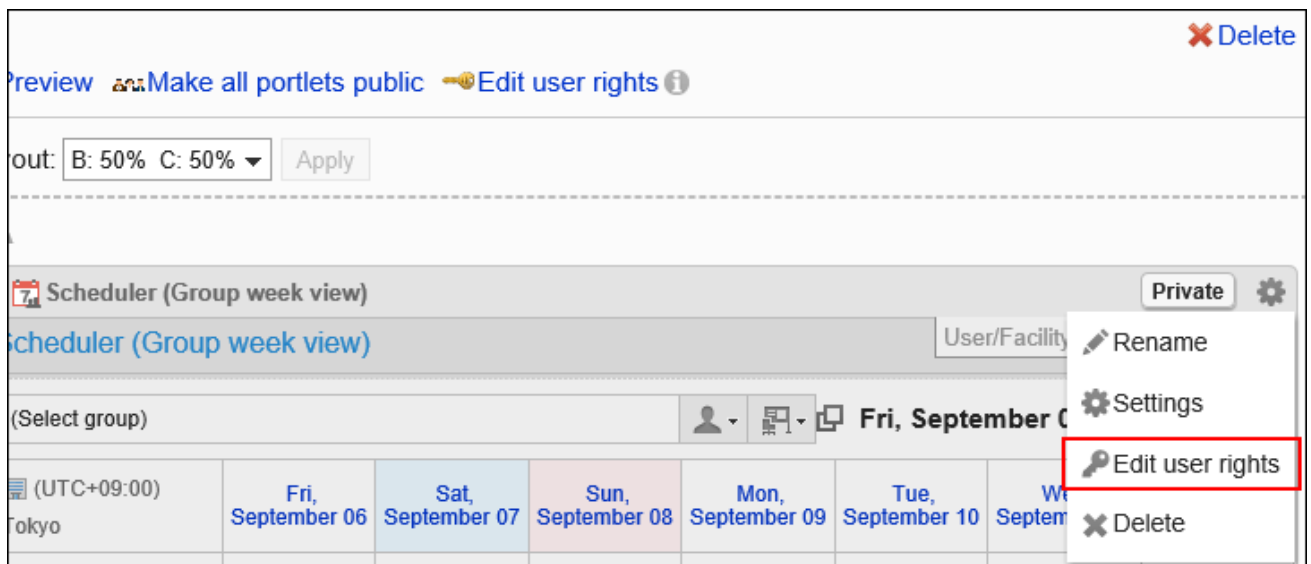 Delete
Preview Make all portlets public Edit user rights
out: B: 50% C: 50% Apply
Scheduler (Group week view) Private
Scheduler (Group week view) User/Facility
Rename
Settings
(Select group) Fri, September 0
Edit user rights
(UTC+09:00)
Tokyo
Fri,
September 06
Sat,
September 07
Sun,
September 08
Mon,
September 09
Tue,
September 10
We
Septem
Delete